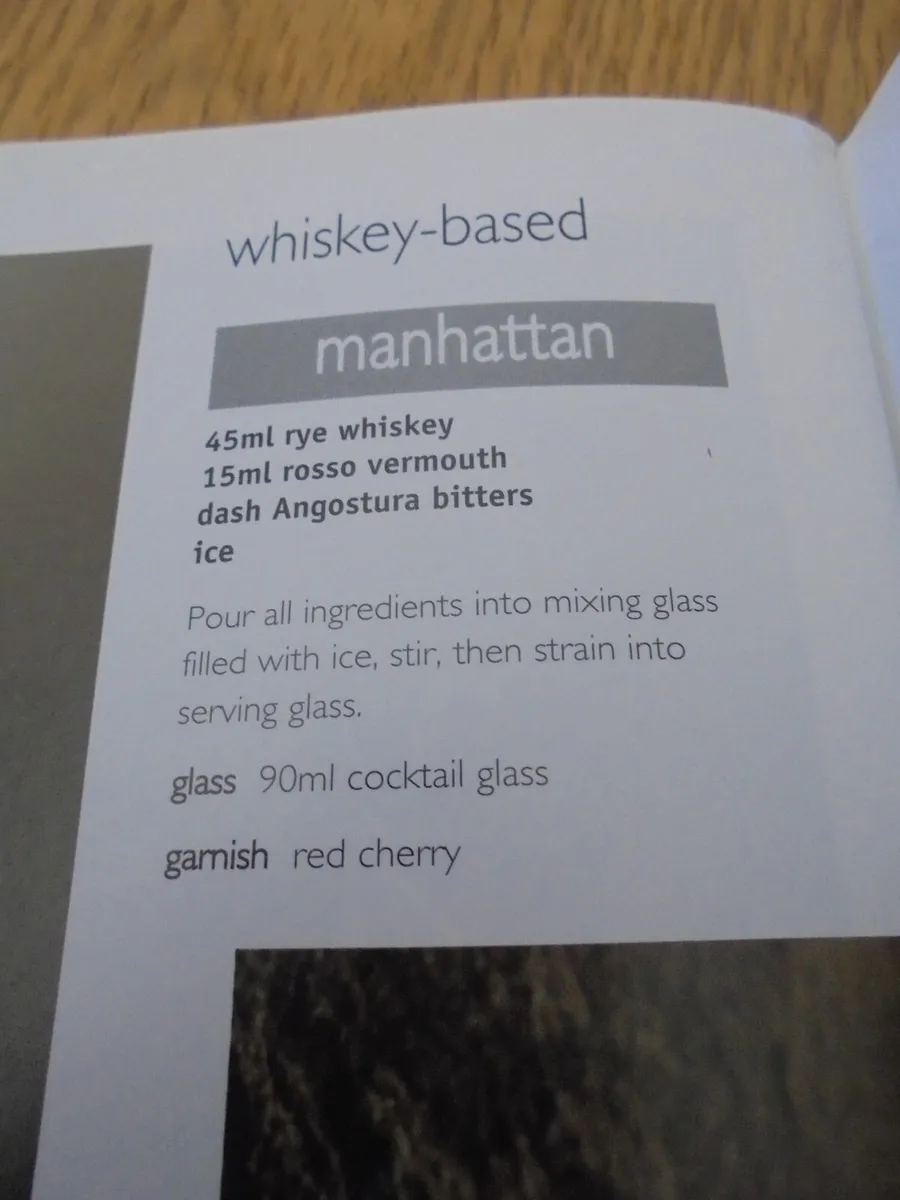 whiskey-based
manhattan
45ml rye whiskey
15ml rosso vermouth
dash Angostura bitters
ice
Pour all ingredients into mixing glass
filled with ice, stir, then strain into
serving glass.
glass 90ml cocktail glass
garnish red cherry